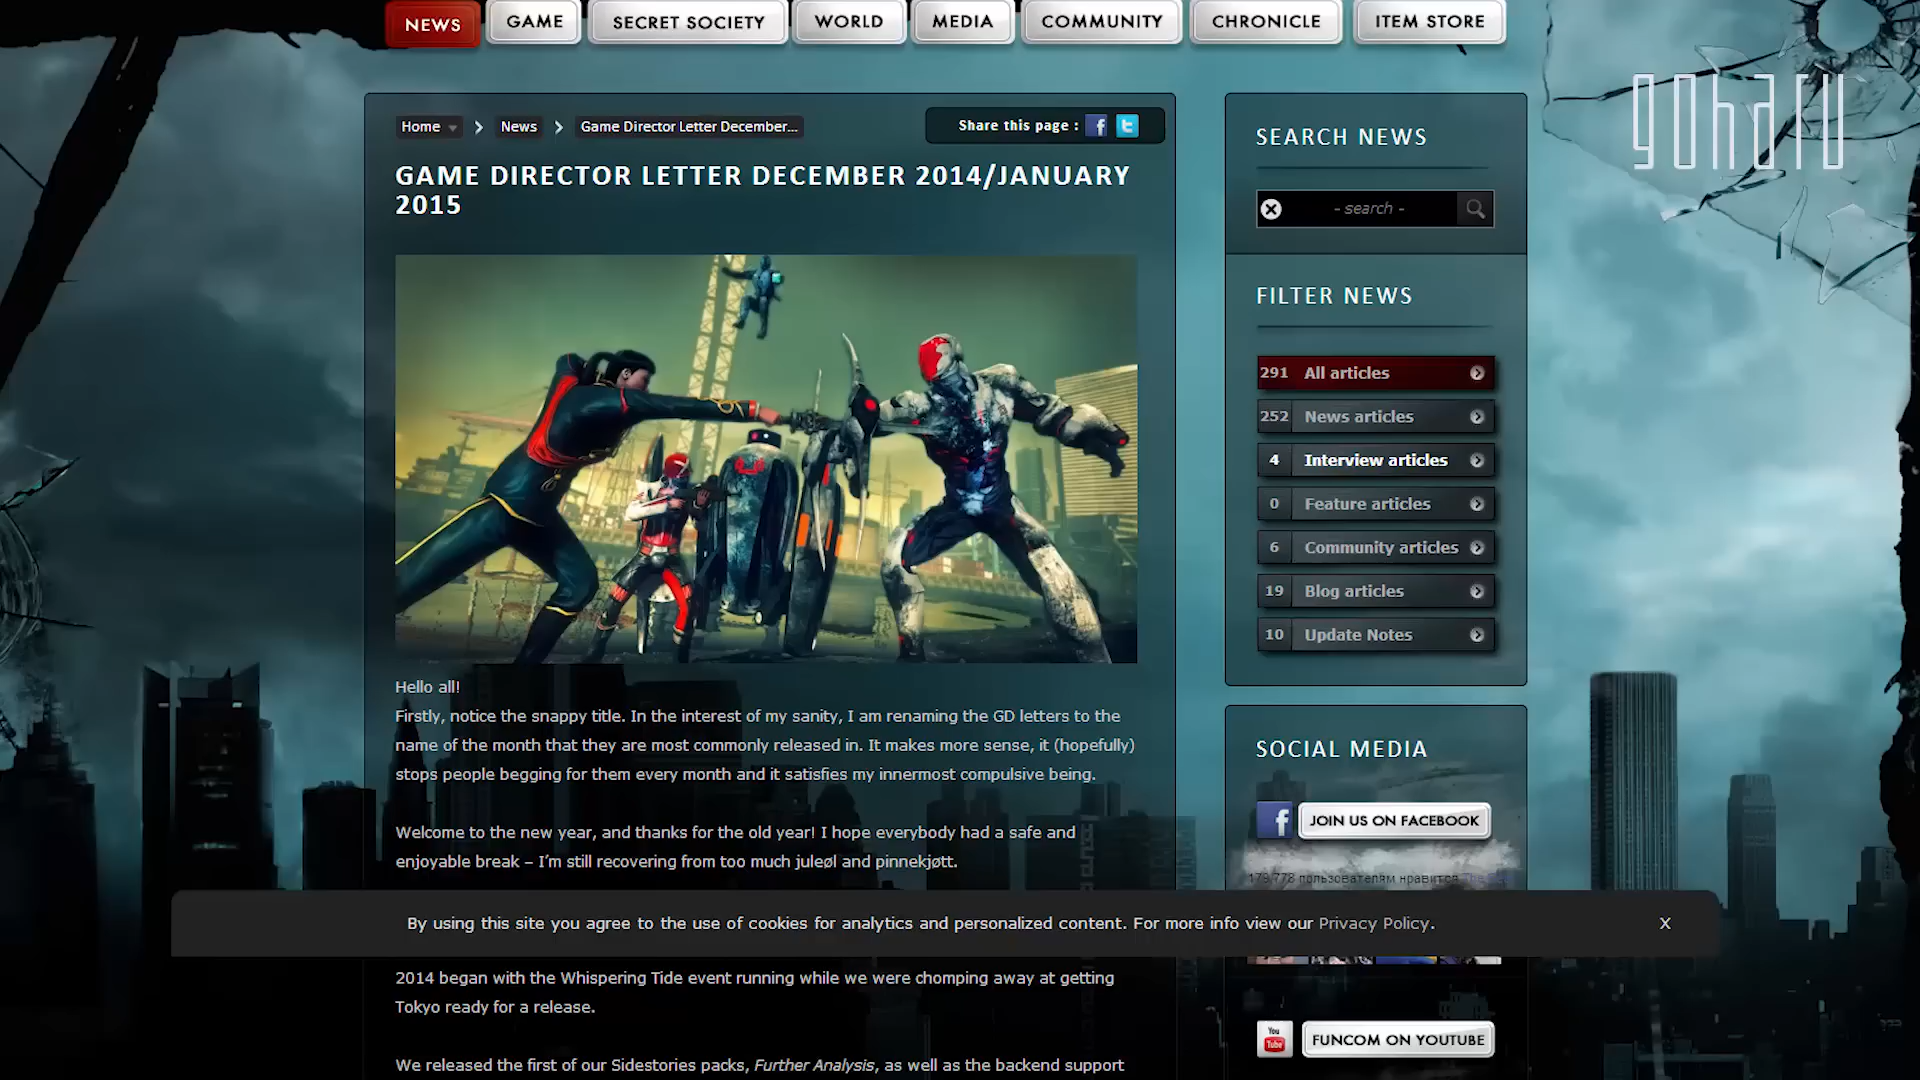 NEWS GAME SECRET SOCIETY WORLD MEDIA COMMUNITY CHRONICLE ITEM STORE
goharu
Home News Game Director Letter December...
Share this page :
GAME DIRECTOR LETTER DECEMBER 2014/JANUARY
2015
Hello all!
Firstly, notice the snappy title. In the interest of my sanity, I am renaming the GD letters to the
name of the month that they are most commonly released in. It makes more sense, it (hopefully)
stops people begging for them every month and it satisfies my innermost compulsive being.
Welcome to the new year, and thanks for the old year! I hope everybody had a safe and
enjoyable break – I'm still recovering from too much juleøl and pinnekjøtt.
2014 began with the Whispering Tide event running while we were chomping away at getting
Tokyo ready for a release.
We released the first of our Sidestories packs, Further Analysis, as well as the backend support
SEARCH NEWS
- search -
FILTER NEWS
291 All articles
252 News articles
4 Interview articles
0 Feature articles
6 Community articles
19 Blog articles
10 Update Notes
SOCIAL MEDIA
JOIN US ON FACEBOOK
179,778 пользователям нравится The
You Tube
FUNCOM ON YOUTUBE
By using this site you agree to the use of cookies for analytics and personalized content. For more info view our Privacy Policy.
X